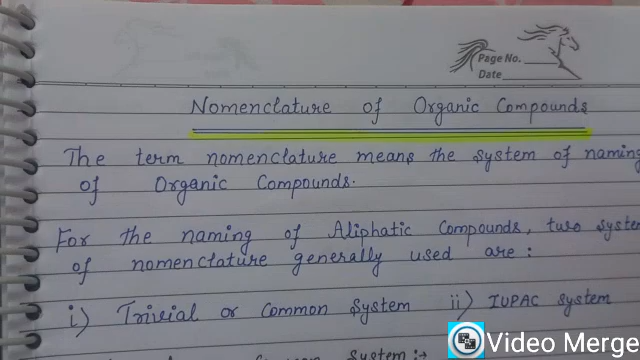 Page No.
Date
Nomenclature of Organic Compounds
The term nomenclature means the system of naming
of Organic Compounds.
For the naming of Aliphatic Compounds, two system
of nomenclature generally used are :
i) Trivial or Common System ii) IUPAC system
System :→
Video Merge